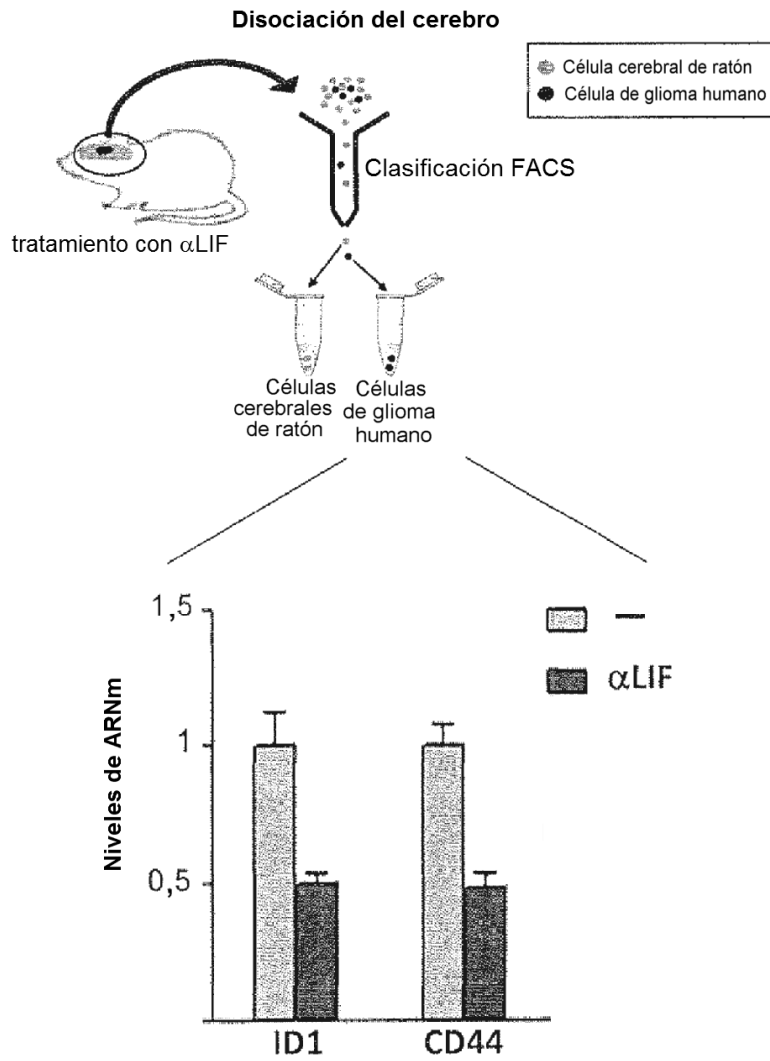 Disociación del cerebro
Célula cerebral de ratón
Célula de glioma humano
Clasificación FACS
tratamiento con αLIF
Células
cerebrales
de ratón
Células
de glioma
humano
1,5
1
0,5
Niveles de ARNm
—
αLIF
ID1
CD44